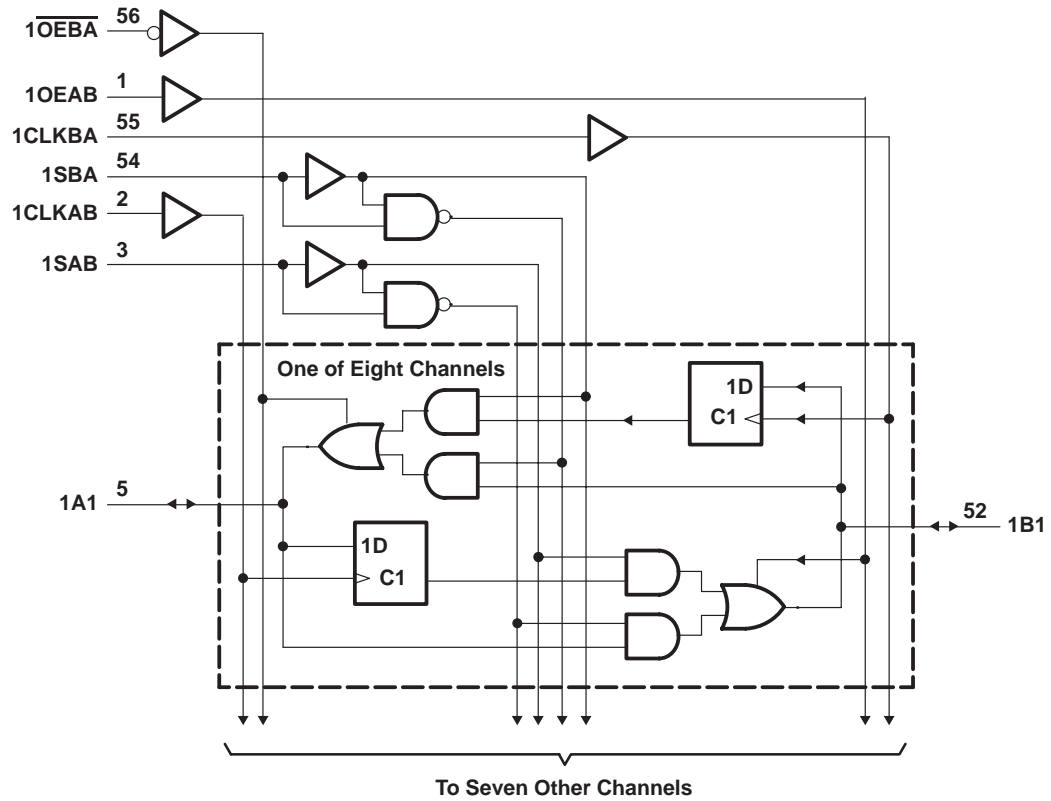 56
1O̅E̅B̅A̅
1
1OEAB
55
1CLKBA
54
1SBA
2
1CLKAB
3
1SAB
One of Eight Channels
1D
C1
5
1A1
52
1B1
1D
C1
To Seven Other Channels